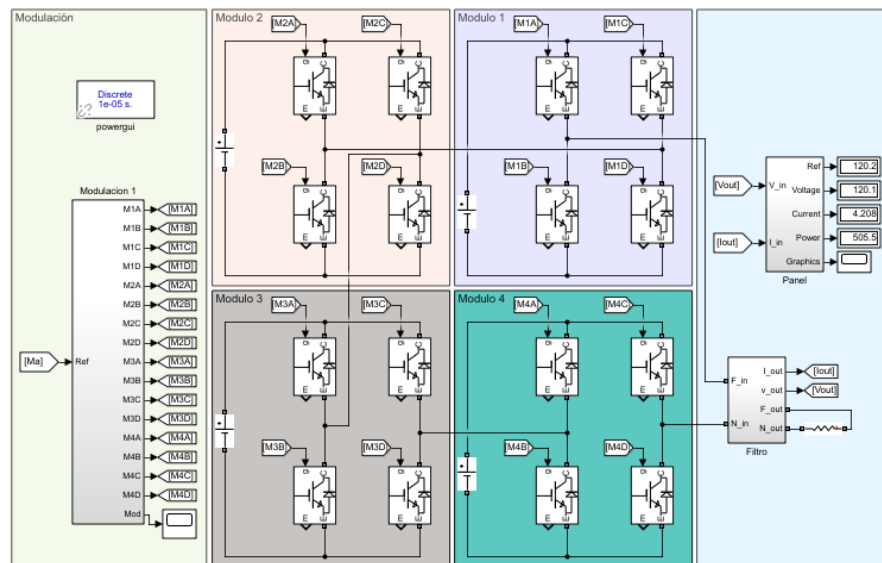 Modulación
Discrete
1e-05 s.
powergui
Modulacion 1
[Ma]
Ref
M1A
[M1A]
M1B
[M1B]
M1C
[M1C]
M1D
[M1D]
M2A
[M2A]
M2B
[M2B]
M2C
[M2C]
M2D
[M2D]
M3A
[M3A]
M3B
[M3B]
M3C
[M3C]
M3D
[M3D]
M4A
[M4A]
M4B
[M4B]
M4C
[M4C]
M4D
[M4D]
Mod
Modulo 2
[M2A]
[M2C]
g C
g C
E
E
[M2B]
[M2D]
g C
g C
m E
m E
Modulo 1
[M1A]
[M1C]
g C
g C
m E
m E
[M1B]
[M1D]
g C
g C
m E
m E
Modulo 3
[M3A]
[M3C]
g C
g C
m E
m E
[M3B]
[M3D]
g C
g C
m E
m E
Modulo 4
[M4A]
[M4C]
g C
g C
m E
m E
[M4B]
[M4D]
g C
g C
m E
m E
[Vout]
V_in
[Iout]
I_in
Ref
120.2
Voltage
120.1
Current
4.208
Power
505.5
Graphics
Panel
F_in
N_in
I_out
[Iout]
v_out
[Vout]
F_out
N_out
Filtro